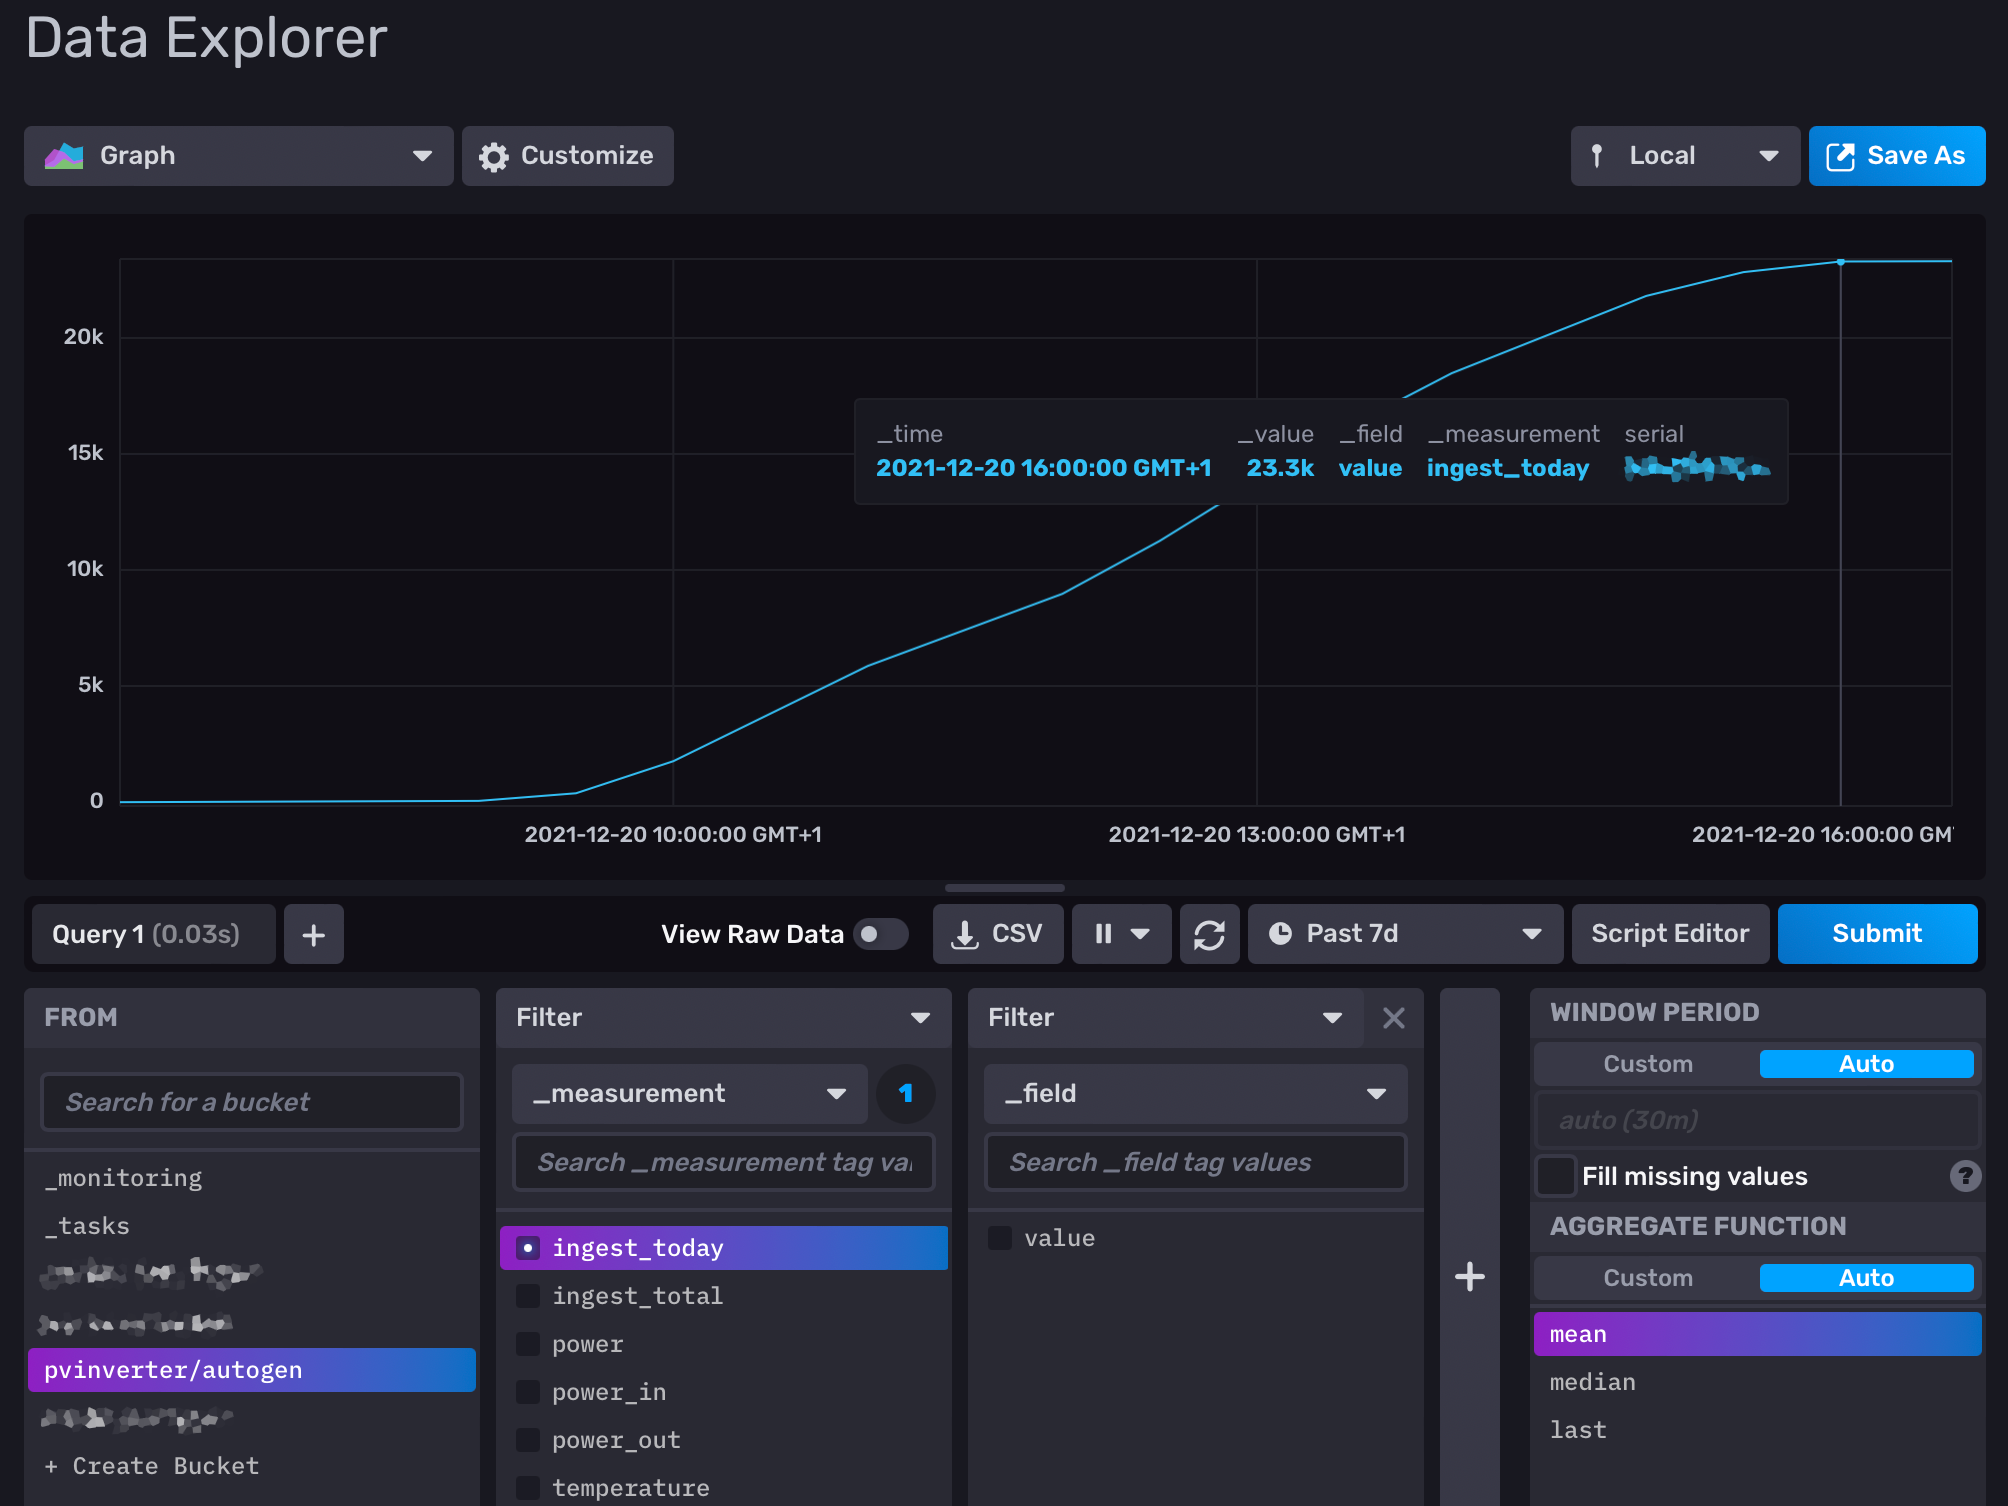 Data Explorer
Graph
Customize
Local
Save As
20k
15k
10k
5k
0
_time _value _field _measurement serial
2021-12-20 16:00:00 GMT+1 23.3k value ingest_today
2021-12-20 10:00:00 GMT+1
2021-12-20 13:00:00 GMT+1
2021-12-20 16:00:00 GM
Query 1 (0.03s)
+
View Raw Data
CSV
Past 7d
Script Editor
Submit
FROM
Search for a bucket
_monitoring
_tasks
pvinverter/autogen
+ Create Bucket
Filter
_measurement
1
Search _measurement tag val
ingest_today
ingest_total
power
power_in
power_out
temperature
Filter
_field
Search _field tag values
value
+
WINDOW PERIOD
Custom Auto
auto (30m)
Fill missing values
?
AGGREGATE FUNCTION
Custom Auto
mean
median
last